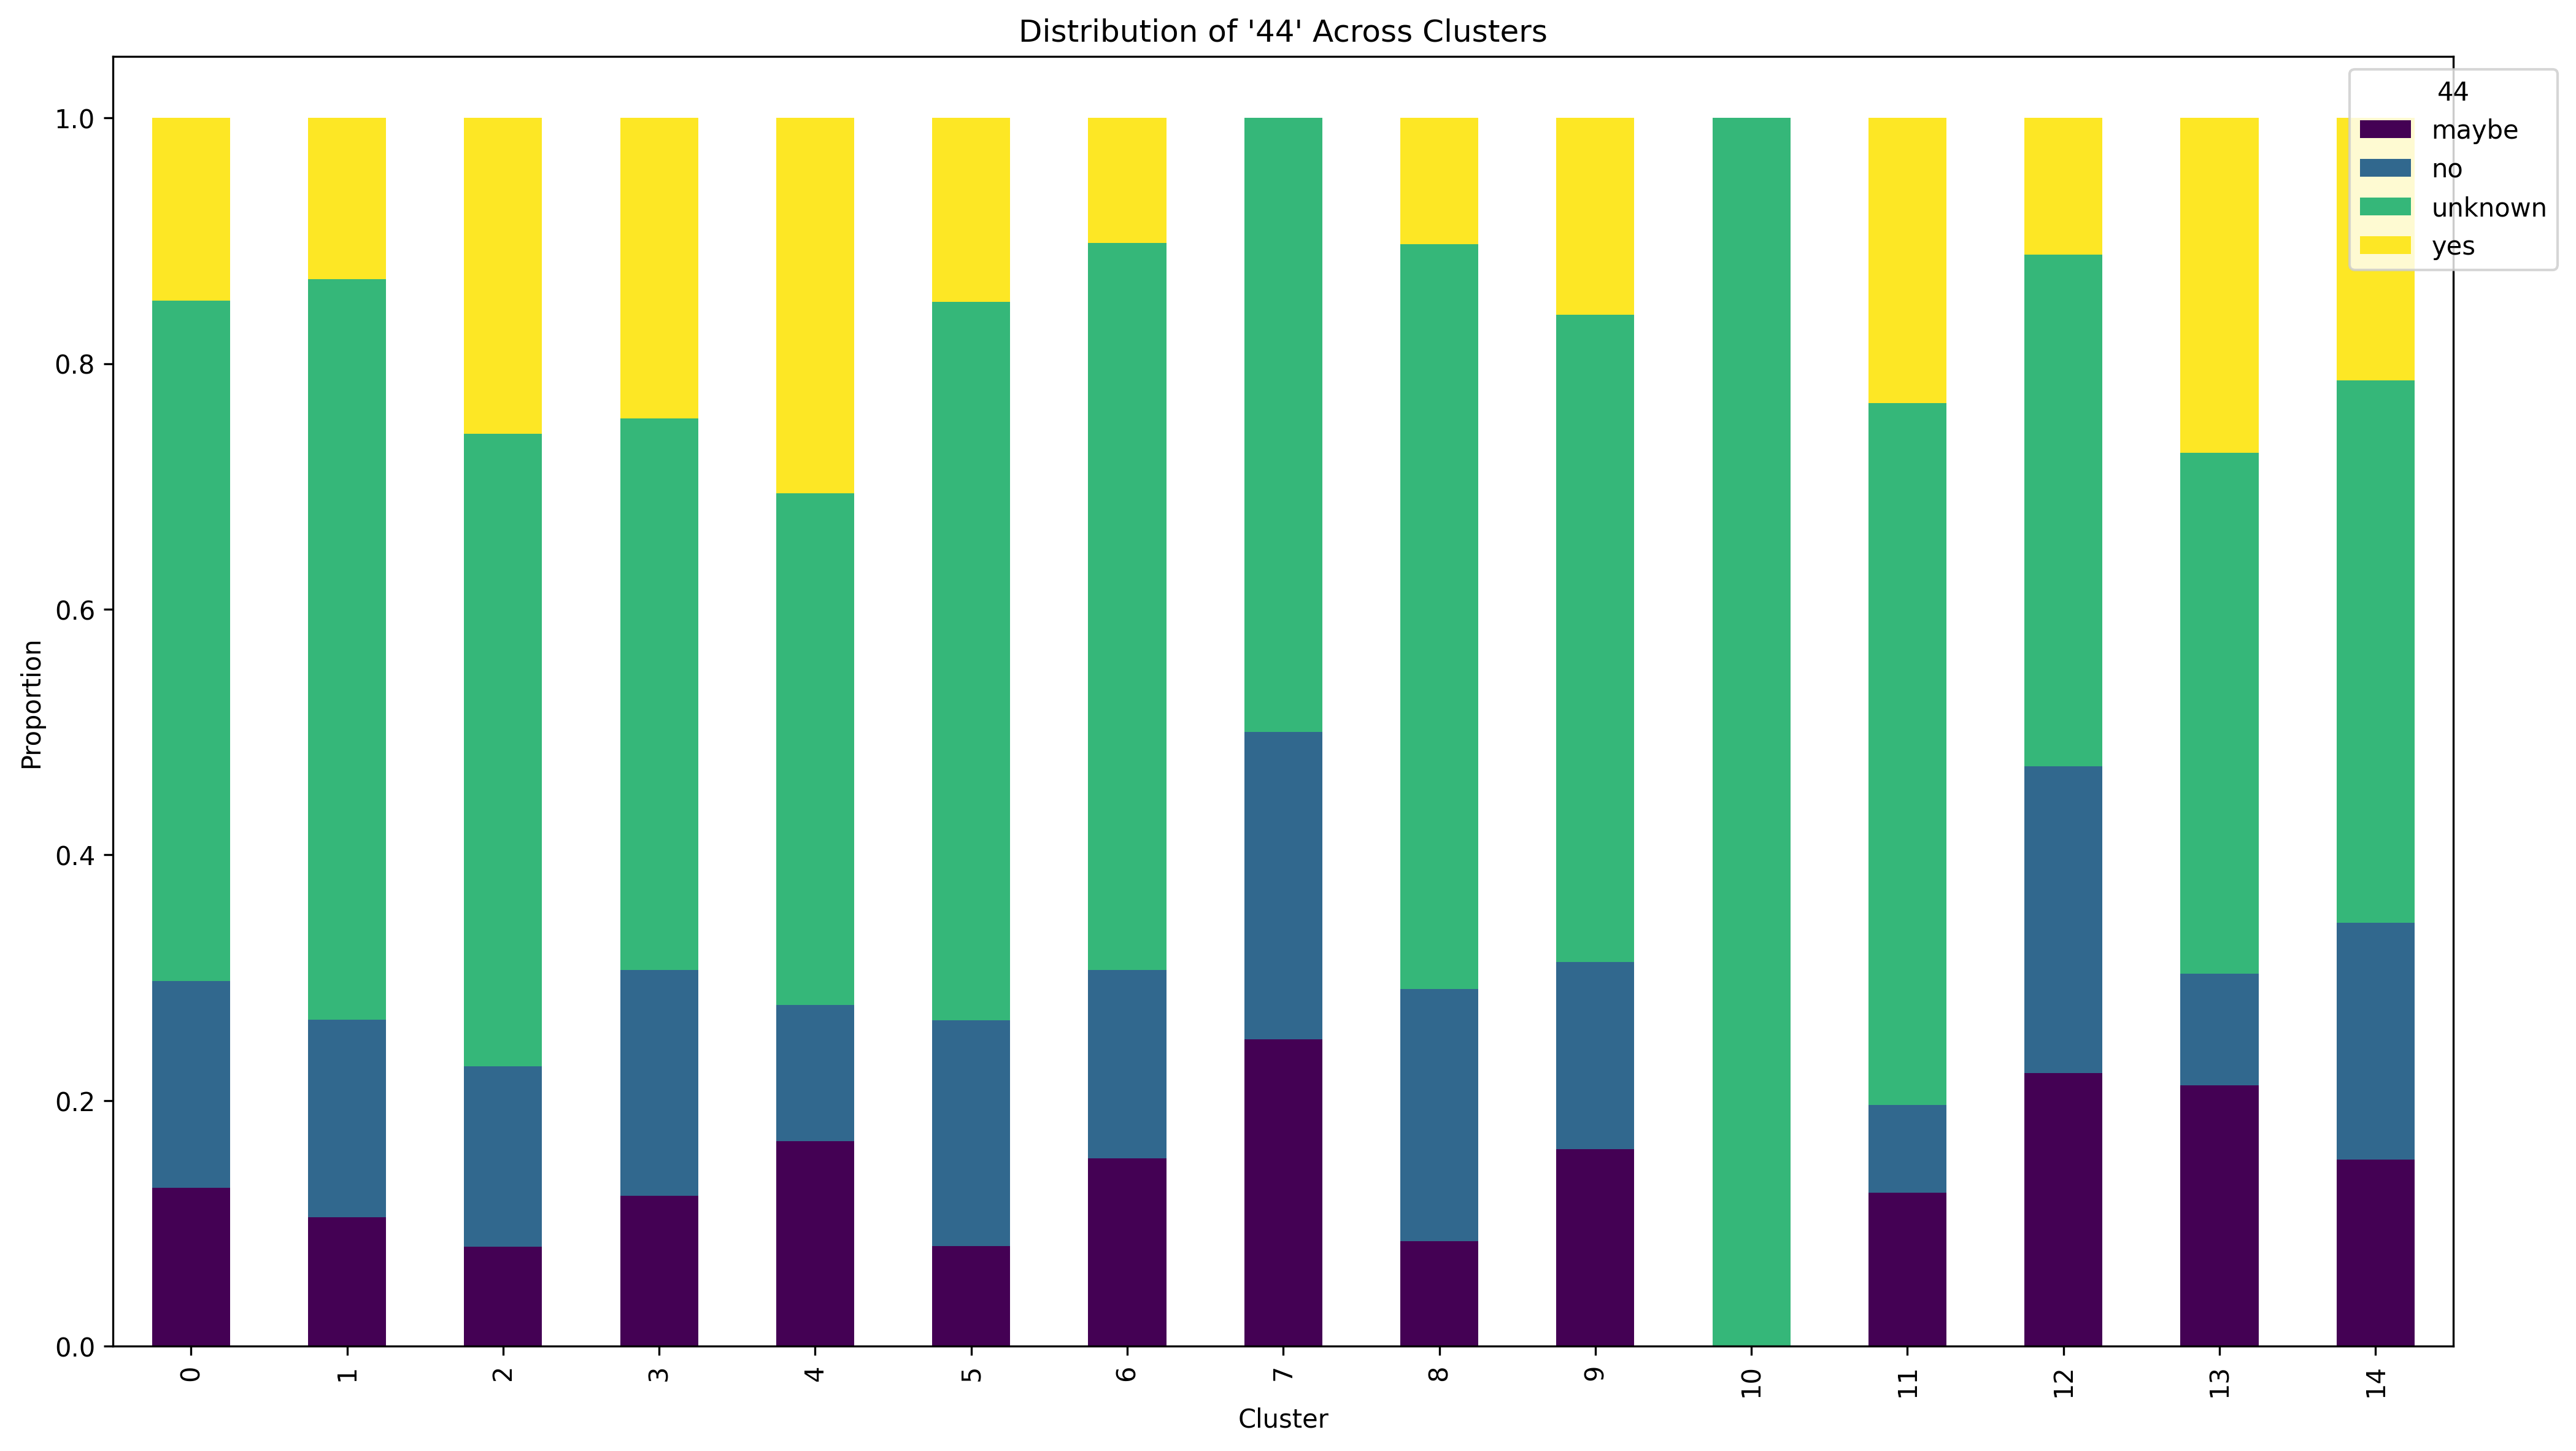 Distribution of '44' Across Clusters
44
maybe
no
unknown
yes
1.0
0.8
0.6
0.4
0.2
0.0
Proportion
0 1 2 3 4 5 6 7 8 9 10 11 12 13 14
Cluster